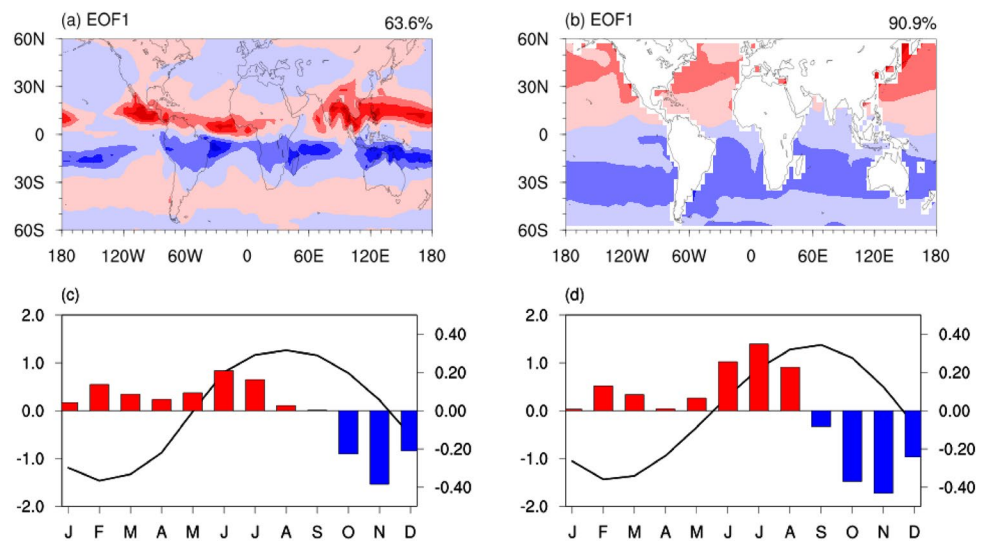 (a) EOF1 63.6%
60N
30N
0
30S
60S
180 120W 60W 0 60E 120E 180
(b) EOF1 90.9%
60N
30N
0
30S
60S
180 120W 60W 0 60E 120E 180
(c)
2.0
1.0
0.0
-1.0
-2.0
0.40
0.20
0.00
-0.20
-0.40
J F M A M J J A S O N D
(d)
2.0
1.0
0.0
-1.0
-2.0
0.40
0.20
0.00
-0.20
-0.40
J F M A M J J A S O N D